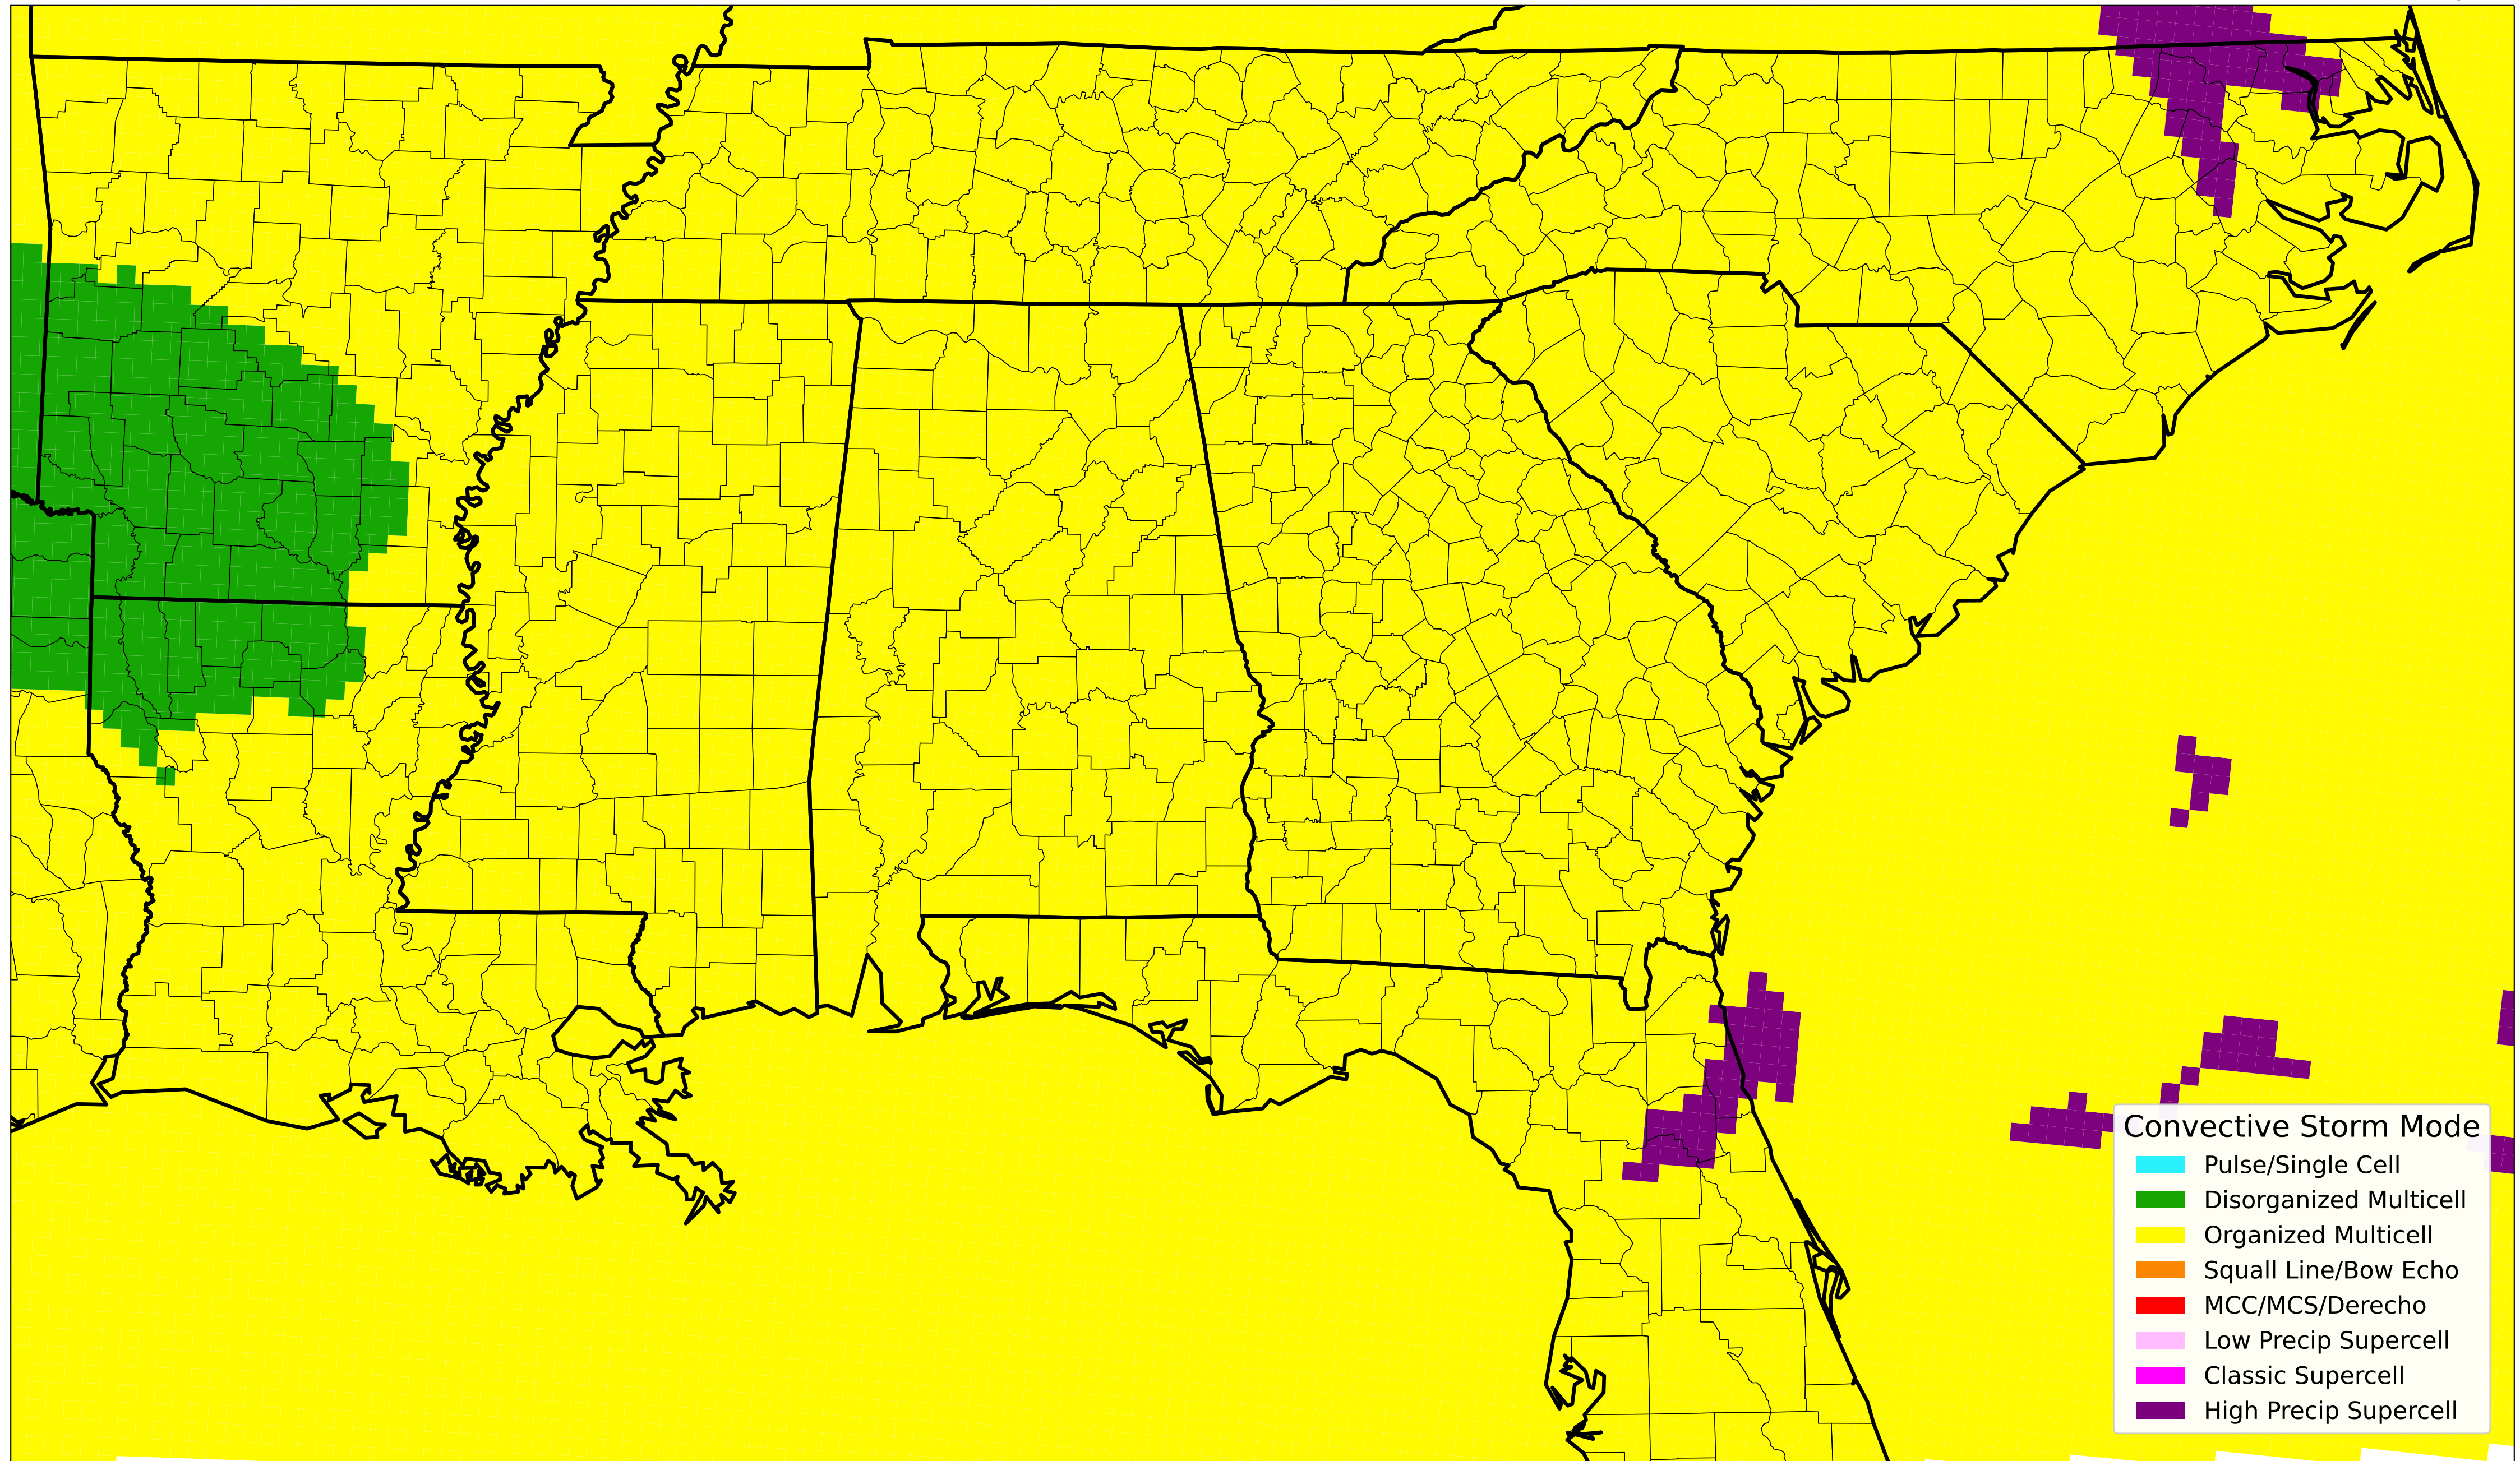 Convective Storm Mode
Pulse/Single Cell
Disorganized Multicell
Organized Multicell
Squall Line/Bow Echo
MCC/MCS/Derecho
Low Precip Supercell
Classic Supercell
High Precip Supercell